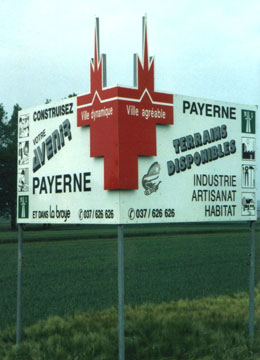 CONSTRUISEZ
VOTRE
AVENIR
PAYERNE
ET DANS la broye
037 / 626 626
Ville dynamique
Ville agréable
PAYERNE
TERRAINS
DISPONIBLES
INDUSTRIE
ARTISANAT
HABITAT
037 / 626 626